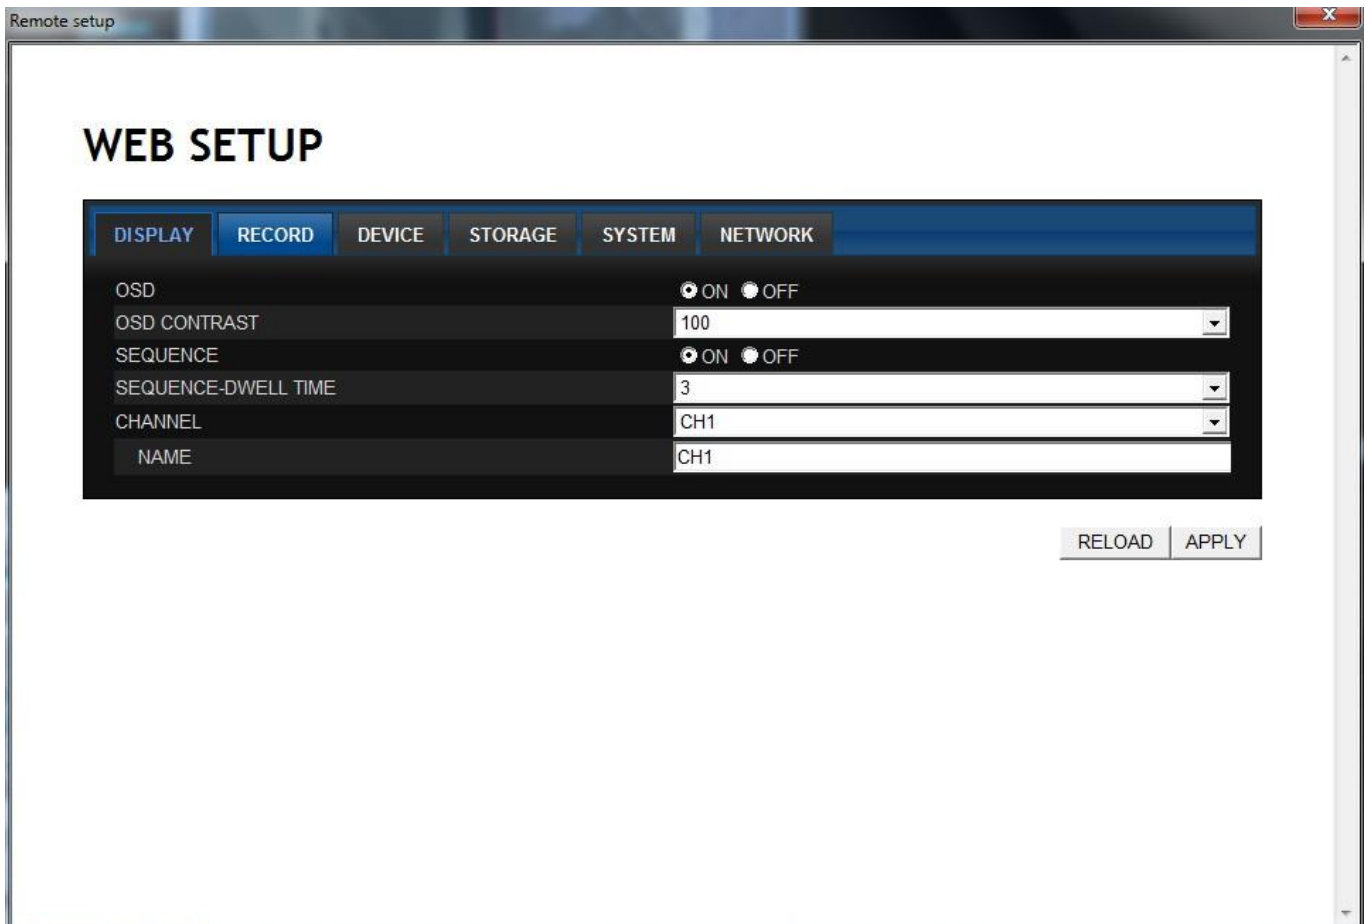 Remote setup
WEB SETUP
DISPLAY RECORD DEVICE STORAGE SYSTEM NETWORK
OSD ON OFF
OSD CONTRAST 100
SEQUENCE ON OFF
SEQUENCE-DWELL TIME 3
CHANNEL CH1
NAME CH1
RELOAD APPLY